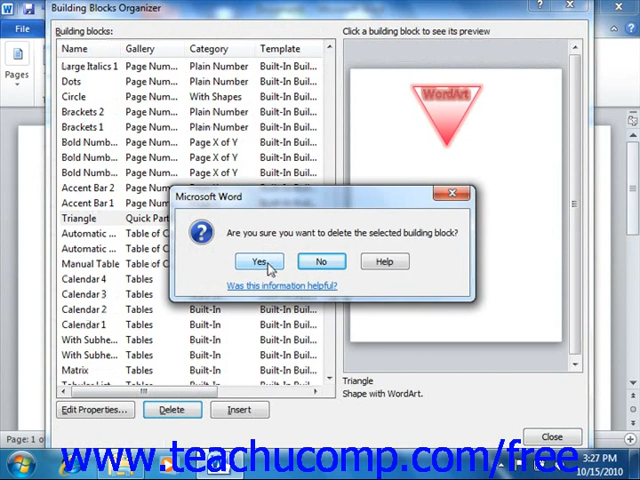 Building Blocks Organizer
File
Pages
Building blocks:
Click a building block to see its preview
Name Gallery Category Template
Large Italics 1 Page Num... Plain Number Built-In Buil...
Dots Page Num... Plain Number Built-In Buil...
Circle Page Num... With Shapes Built-In Buil...
Brackets 2 Page Num... Plain Number Built-In Buil...
Brackets 1 Page Num... Plain Number Built-In Buil...
Bold Numb... Page Num... Page X of Y Built-In Buil...
Bold Numb... Page Num... Page X of Y Built-In Buil...
Bold Numb... Page Num... Page X of Y Built-In Buil...
Accent Bar 2 Page Num... Page X of Y Built-In Buil...
Accent Bar 1
Triangle Quick Part
Automatic ... Table of C
Automatic ... Table of C
Manual Table Table of C
Calendar 4 Tables
Calendar 3 Tables
Calendar 2 Tables Built-In Built-In Buil...
Calendar 1 Tables Built-In Built-In Buil...
With Subhe... Tables Built-In Built-In Buil...
With Subhe... Tables Built-In Built-In Buil...
Matrix Tables Built-In Built-In Buil...
WordArt
Microsoft Word
Are you sure you want to delete the selected building block?
Yes No Help
Was this information helpful?
Triangle
Shape with WordArt.
Edit Properties... Delete Insert
Close
Page: 1 o
www.teachucomp.com/free
3:27 PM
10/15/2010